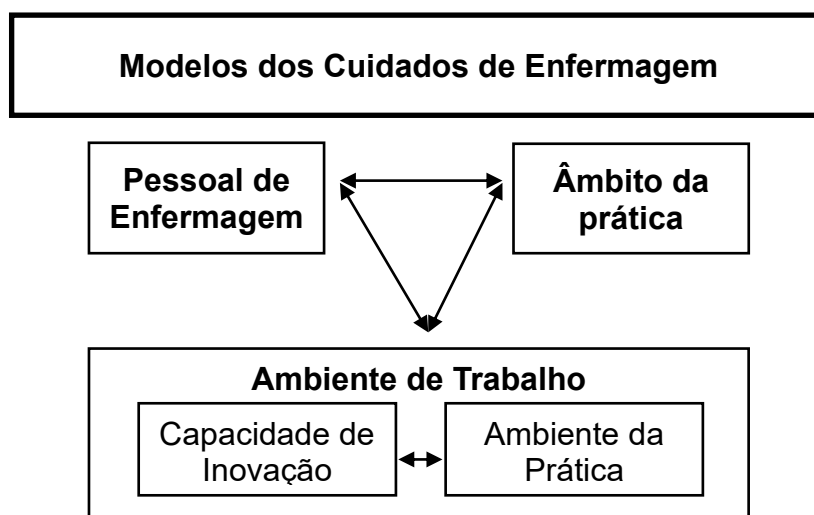 Modelos dos Cuidados de Enfermagem
Pessoal de
Enfermagem
Âmbito da
prática
Ambiente de Trabalho
Capacidade de
Inovação
Ambiente da
Prática